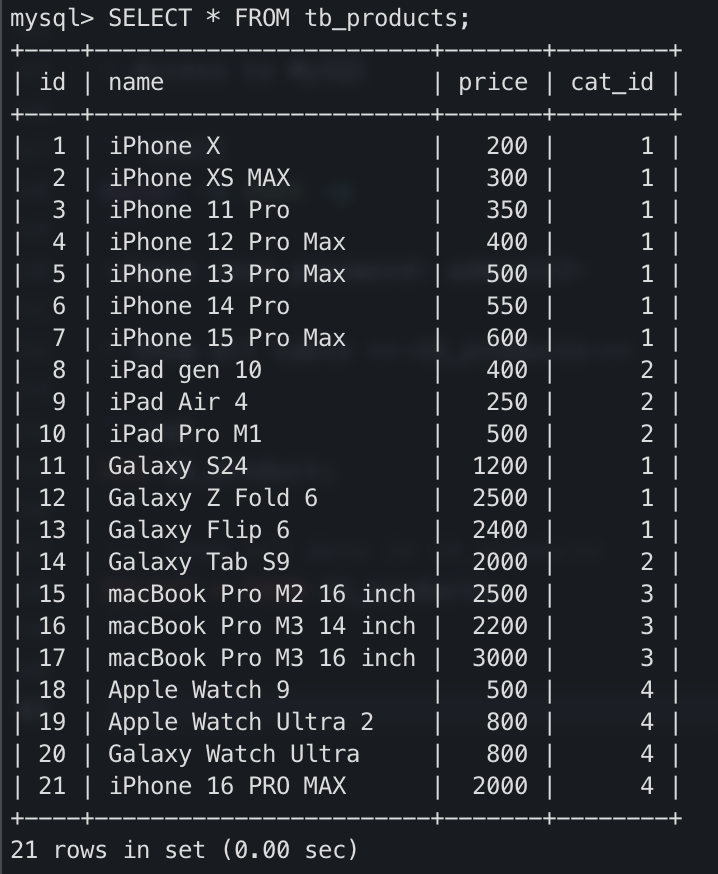 mysql> SELECT * FROM tb_products;
+----+------------------------+-------+--------+
| id | name                   | price | cat_id |
+----+------------------------+-------+--------+
|  1 | iPhone X               |   200 |      1 |
|  2 | iPhone XS MAX          |   300 |      1 |
|  3 | iPhone 11 Pro          |   350 |      1 |
|  4 | iPhone 12 Pro Max      |   400 |      1 |
|  5 | iPhone 13 Pro Max      |   500 |      1 |
|  6 | iPhone 14 Pro          |   550 |      1 |
|  7 | iPhone 15 Pro Max      |   600 |      1 |
|  8 | iPad gen 10            |   400 |      2 |
|  9 | iPad Air 4             |   250 |      2 |
| 10 | iPad Pro M1            |   500 |      2 |
| 11 | Galaxy S24             |  1200 |      1 |
| 12 | Galaxy Z Fold 6        |  2500 |      1 |
| 13 | Galaxy Flip 6          |  2400 |      1 |
| 14 | Galaxy Tab S9          |  2000 |      2 |
| 15 | macBook Pro M2 16 inch |  2500 |      3 |
| 16 | macBook Pro M3 14 inch |  2200 |      3 |
| 17 | macBook Pro M3 16 inch |  3000 |      3 |
| 18 | Apple Watch 9          |   500 |      4 |
| 19 | Apple Watch Ultra 2    |   800 |      4 |
| 20 | Galaxy Watch Ultra     |   800 |      4 |
| 21 | iPhone 16 PRO MAX      |  2000 |      4 |
+----+------------------------+-------+--------+
21 rows in set (0.00 sec)